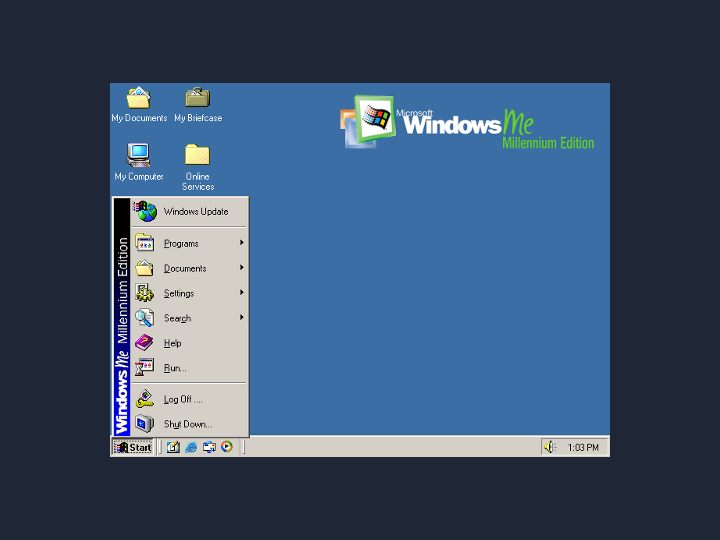 My Documents
My Briefcase
My Computer
Online
Services
Microsoft
Windows Me
Millennium Edition
Windows Me Millennium Edition
Windows Update
Programs
Documents
Settings
Search
Help
Run...
Log Off ....
Shut Down...
Start
1:03 PM